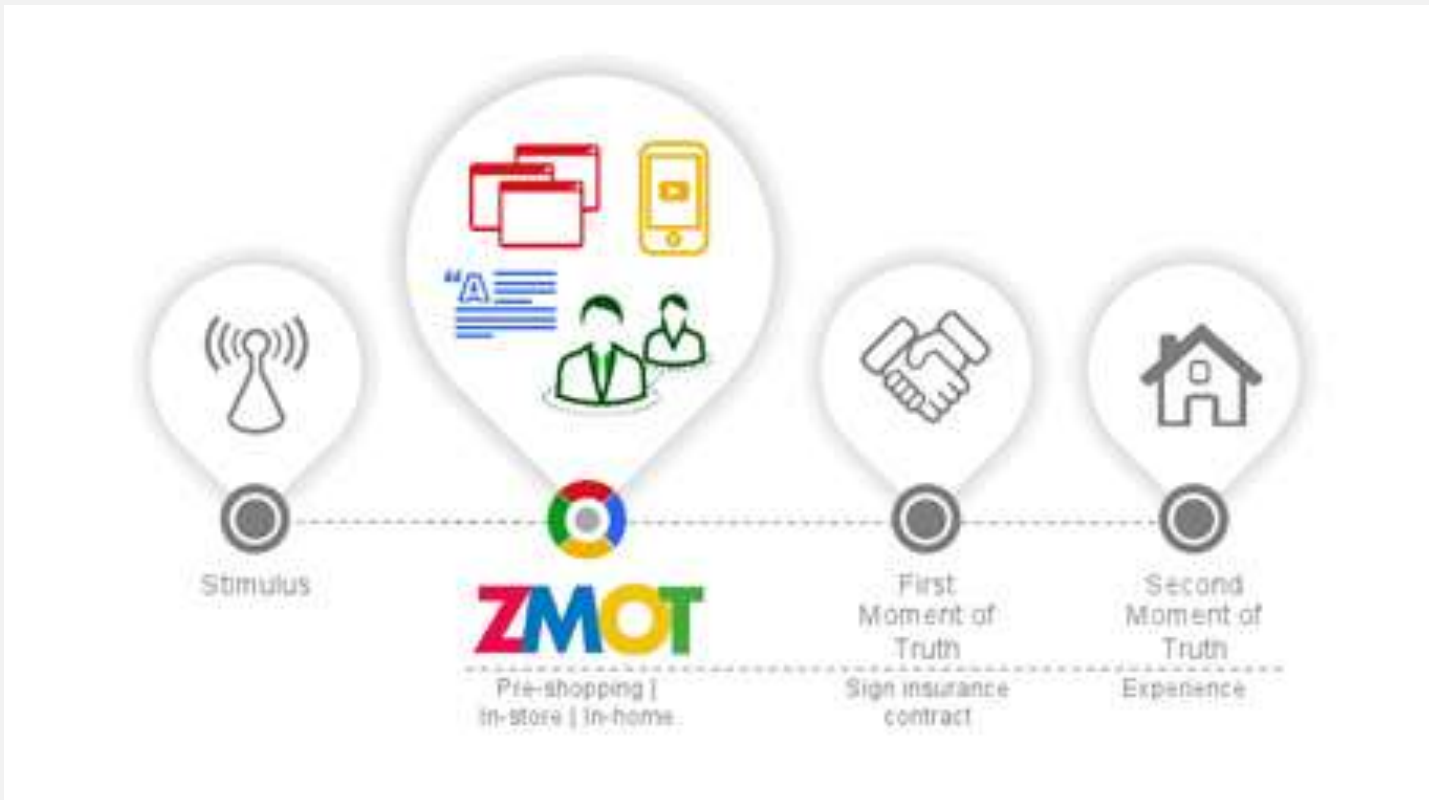 “A
Stimulus
ZMOT
Pre-shopping |
In-store | In-home
First
Moment of
Truth
Sign insurance
contract
Second
Moment of
Truth
Experience